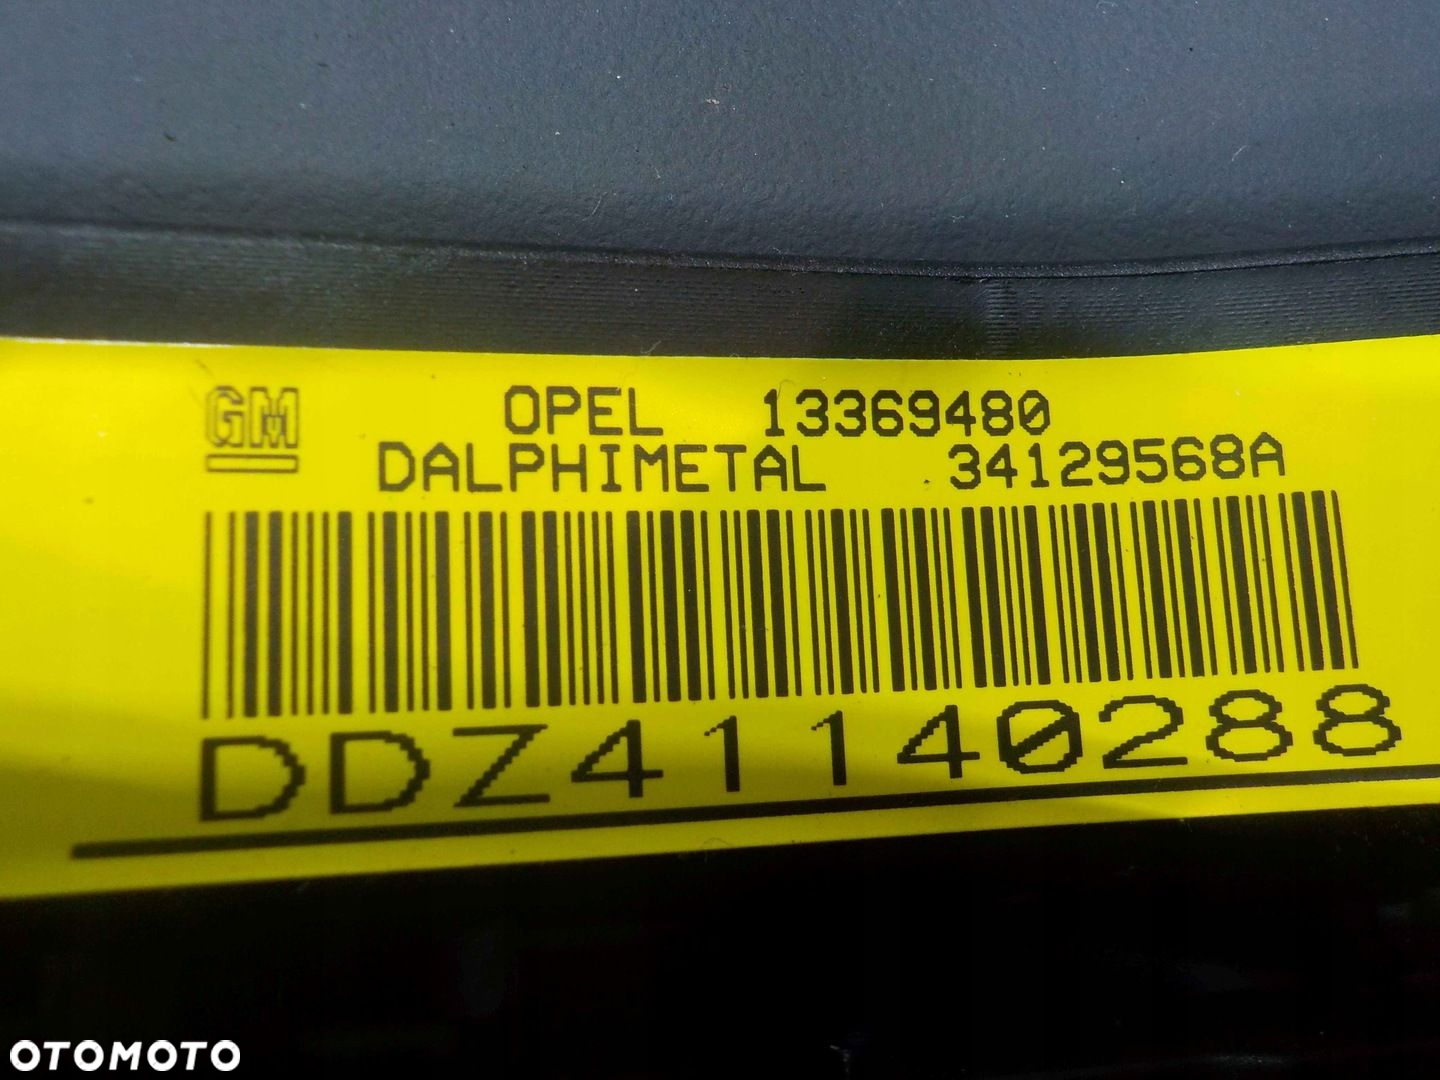 GM OPEL 13369480
DALPHIMETAL 34129568A
DDZ41140288
OTOMOTO